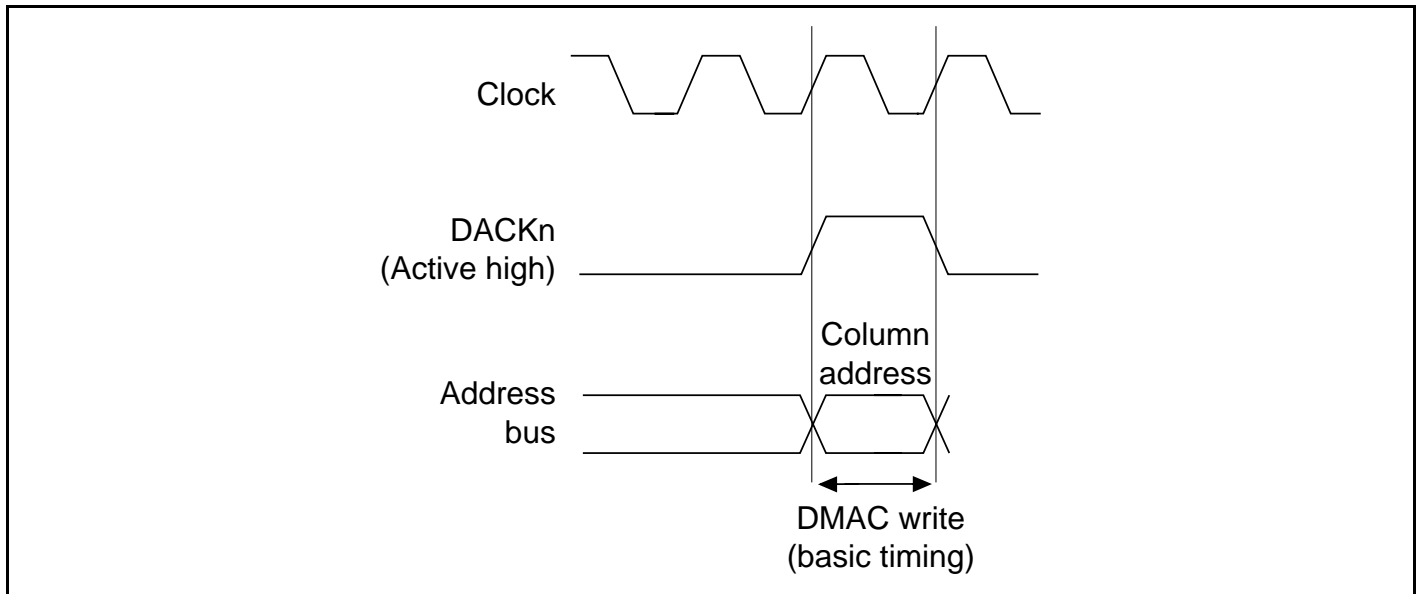 Clock
DACKn
(Active high)
Column
address
Address
bus
DMAC write
(basic timing)